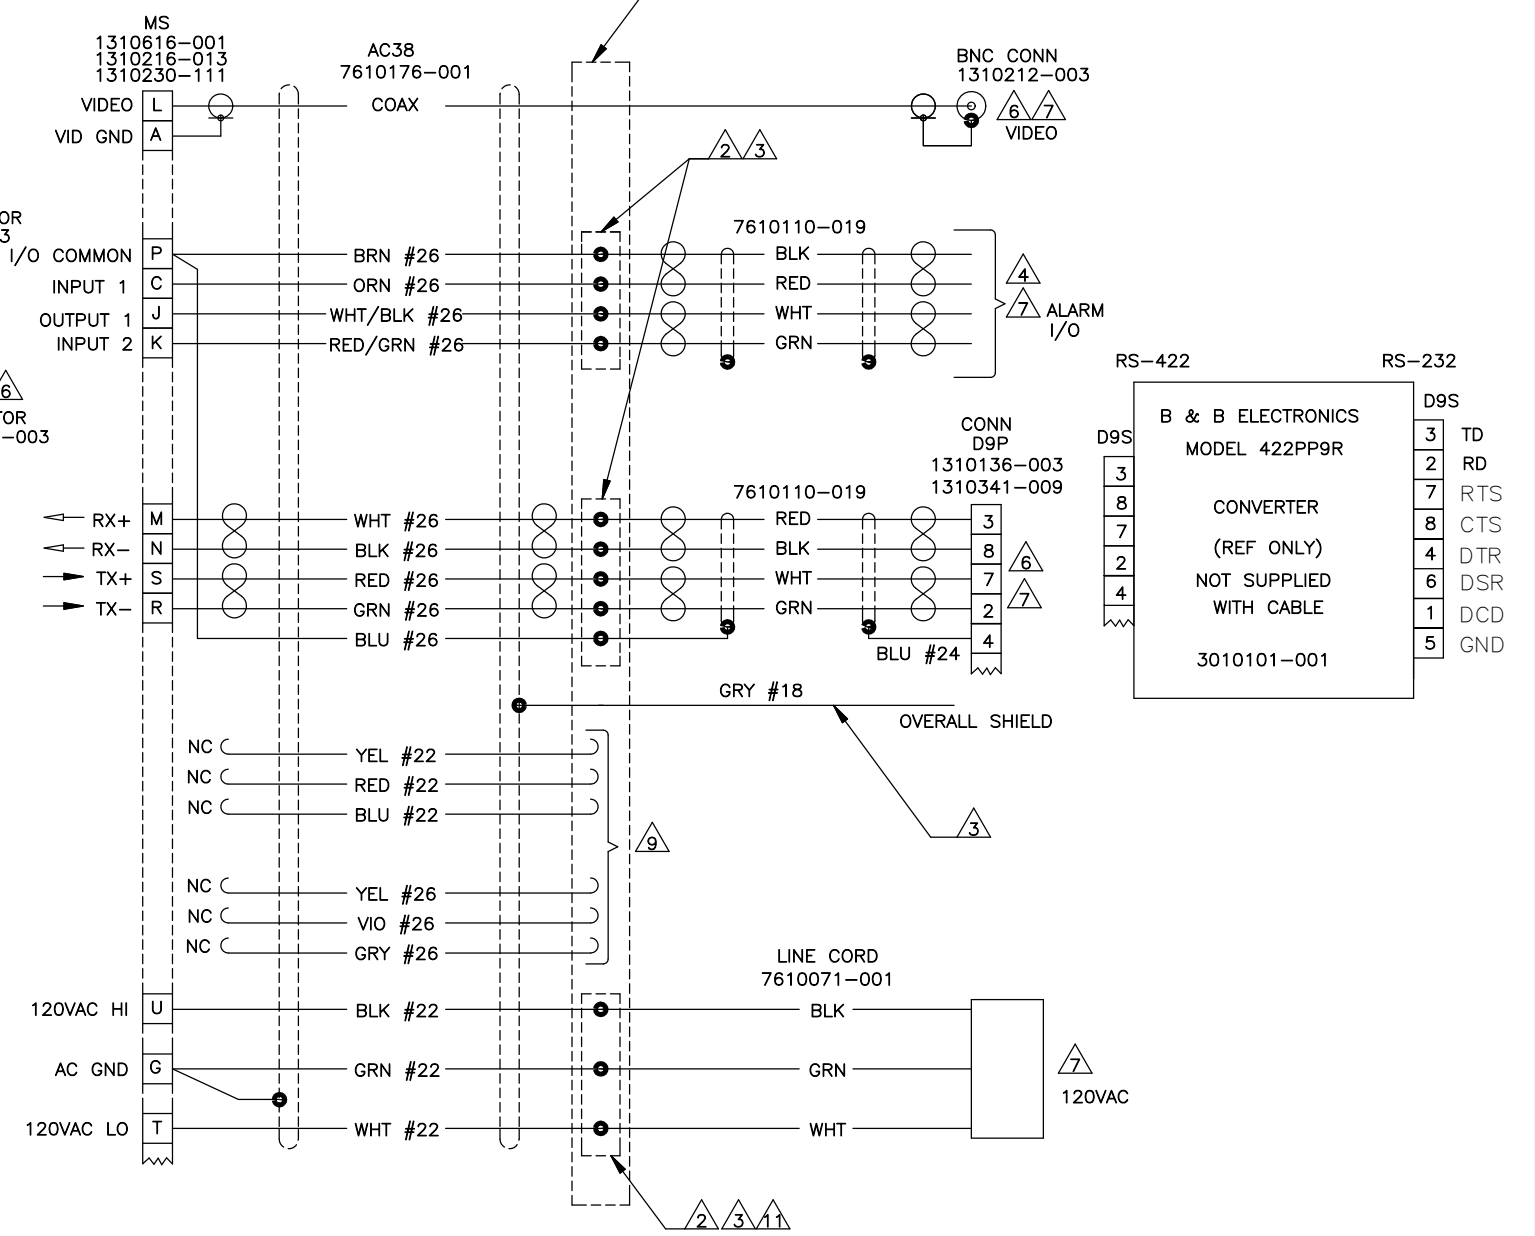 MS
1310616-001
1310216-013
1310230-111
AC38
7610176-001
BNC CONN
1310212-003
VIDEO L
COAX
6 7
VIDEO
VID GND A
2 3
OR
3
7610110-019
I/O COMMON P BRN #26 BLK
INPUT 1 C ORN #26 RED
4
OUTPUT 1 J WHT/BLK #26 WHT
7 ALARM
I/O
INPUT 2 K RED/GRN #26 GRN
6
TOR
-003
RS-422 RS-232
CONN
D9P
1310136-003
1310341-009
D9S
B & B ELECTRONICS
MODEL 422PP9R
CONVERTER
(REF ONLY)
NOT SUPPLIED
WITH CABLE
3010101-001
3
8
7
2
4
D9S
3 TD
2 RD
7 RTS
8 CTS
4 DTR
6 DSR
1 DCD
5 GND
7610110-019
RX+ M WHT #26 RED 3
RX- N BLK #26 BLK 8
6
TX+ S RED #26 WHT 7
7
TX- R GRN #26 GRN 2
BLU #26 4
BLU #24
GRY #18
OVERALL SHIELD
NC YEL #22
NC RED #22
NC BLU #22
3
9
NC YEL #26
NC VIO #26
NC GRY #26
LINE CORD
7610071-001
120VAC HI U BLK #22 BLK
AC GND G GRN #22 GRN
7
120VAC
120VAC LO T WHT #22 WHT
2 3 11